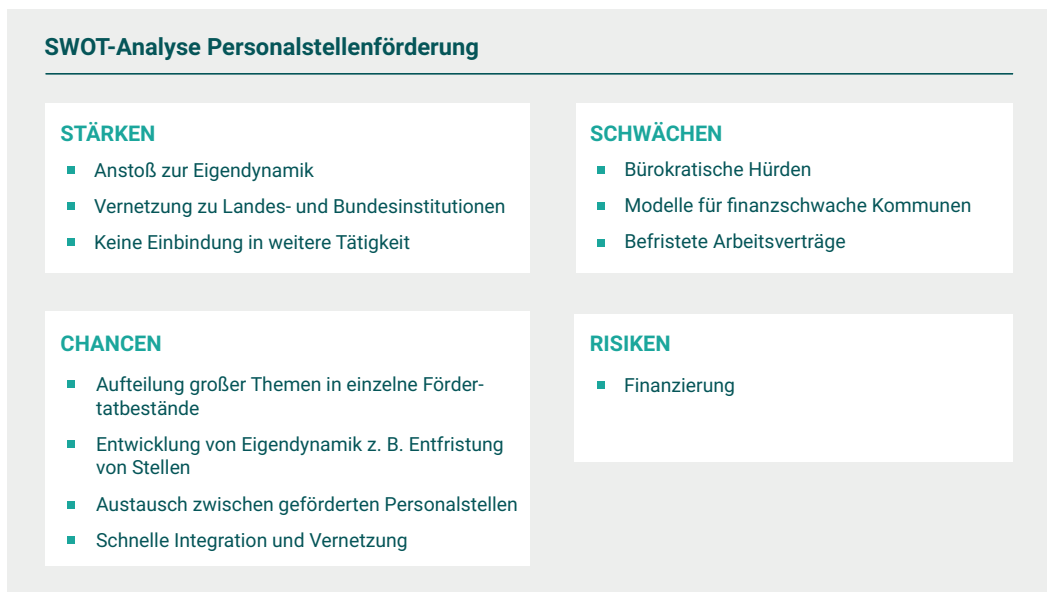 SWOT-Analyse Personalstellenförderung
STÄRKEN
Anstoß zur Eigendynamik
Vernetzung zu Landes- und Bundesinstitutionen
Keine Einbindung in weitere Tätigkeit
SCHWÄCHEN
Bürokratische Hürden
Modelle für finanzschwache Kommunen
Befristete Arbeitsverträge
CHANCEN
Aufteilung großer Themen in einzelne Förder-
tatbestände
Entwicklung von Eigendynamik z. B. Entfristung
von Stellen
Austausch zwischen geförderten Personalstellen
Schnelle Integration und Vernetzung
RISIKEN
Finanzierung